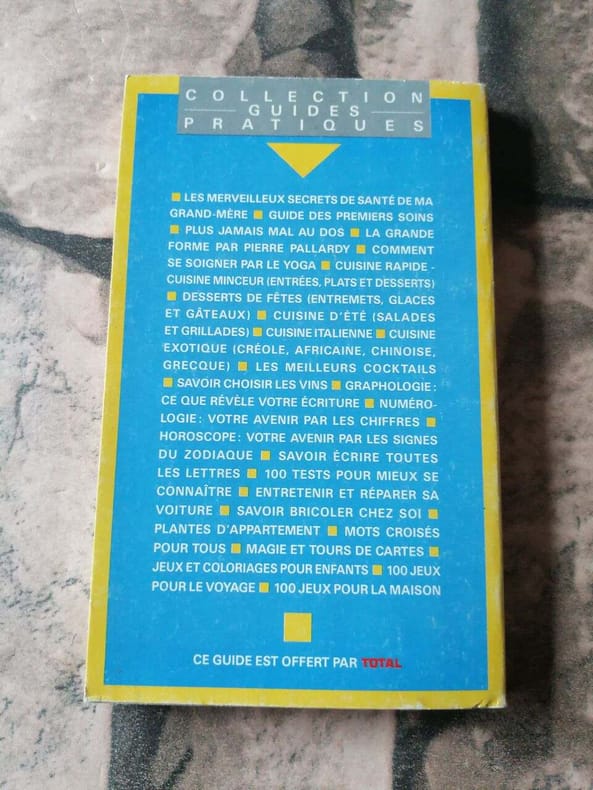 COLLECTION
GUIDES
PRATIQUES
■ LES MERVEILLEUX SECRETS DE SANTÉ DE MA
GRAND-MÈRE ■ GUIDE DES PREMIERS SOINS
■ PLUS JAMAIS MAL AU DOS ■ LA GRANDE
FORME PAR PIERRE PALLARDY ■ COMMENT
SE SOIGNER PAR LE YOGA ■ CUISINE RAPIDE -
CUISINE MINCEUR (ENTRÉES, PLATS ET DESSERTS)
■ DESSERTS DE FÊTES (ENTREMETS, GLACES
ET GÂTEAUX) ■ CUISINE D'ÉTÉ (SALADES
ET GRILLADES) ■ CUISINE ITALIENNE ■ CUISINE
EXOTIQUE (CRÉOLE, AFRICAINE, CHINOISE,
GRECQUE) ■ LES MEILLEURS COCKTAILS
■ SAVOIR CHOISIR LES VINS ■ GRAPHOLOGIE :
CE QUE RÉVÈLE VOTRE ÉCRITURE ■ NUMÉRO-
LOGIE : VOTRE AVENIR PAR LES CHIFFRES ■
HOROSCOPE : VOTRE AVENIR PAR LES SIGNES
DU ZODIAQUE ■ SAVOIR ÉCRIRE TOUTES
LES LETTRES ■ 100 TESTS POUR MIEUX SE
CONNAÎTRE ■ ENTRETENIR ET RÉPARER SA
VOITURE ■ SAVOIR BRICOLER CHEZ SOI ■
PLANTES D'APPARTEMENT ■ MOTS CROISÉS
POUR TOUS ■ MAGIE ET TOURS DE CARTES ■
JEUX ET COLORIAGES POUR ENFANTS ■ 100 JEUX
POUR LE VOYAGE ■ 100 JEUX POUR LA MAISON
CE GUIDE EST OFFERT PAR TOTAL